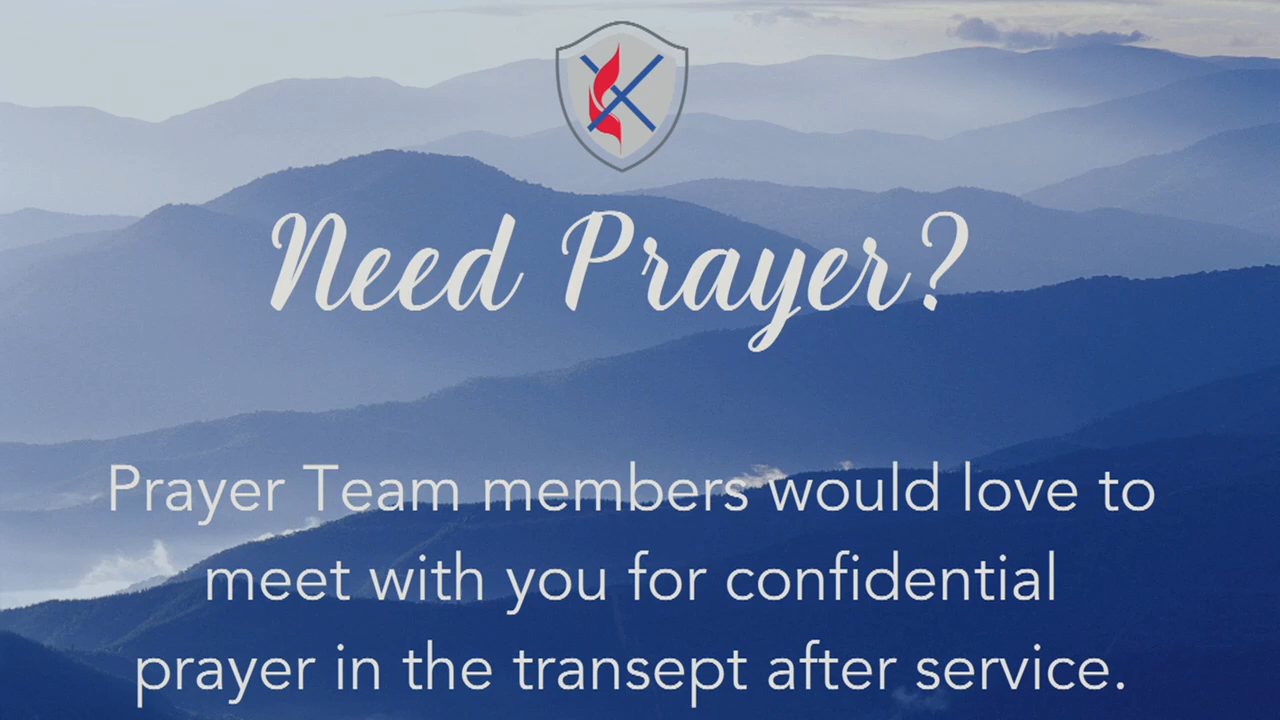 Need Prayer?
Prayer Team members would love to
meet with you for confidential
prayer in the transept after service.